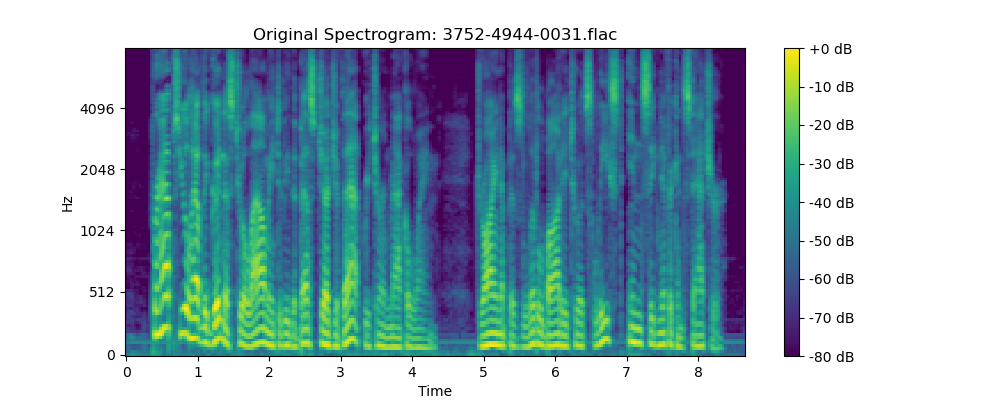 Original Spectrogram: 3752-4944-0031.flac
+0 dB
4096
-10 dB
-20 dB
2048
-30 dB
Hz
-40 dB
1024
-50 dB
512
-60 dB
-70 dB
0
-80 dB
0 1 2 3 4 5 6 7 8
Time